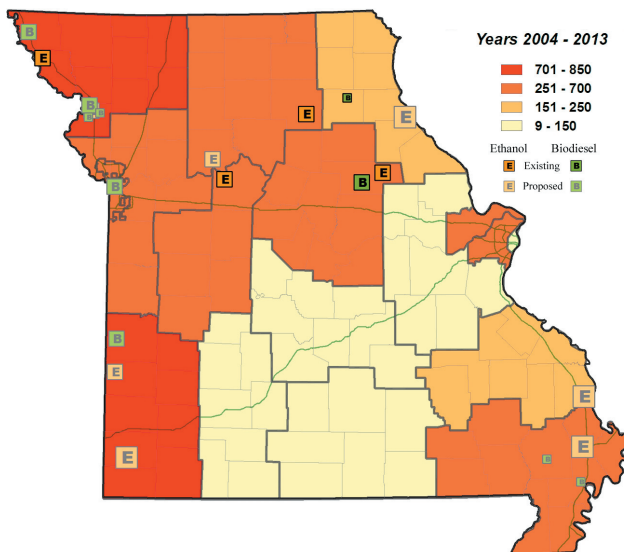 Years 2004 - 2013
701 - 850
251 - 700
151 - 250
9 - 150
Ethanol Biodiesel
E Existing B
E Proposed B
B
E
B
B
B
E
B
E
E
E
B
E
E
B
B
E
E
E
E
B
B